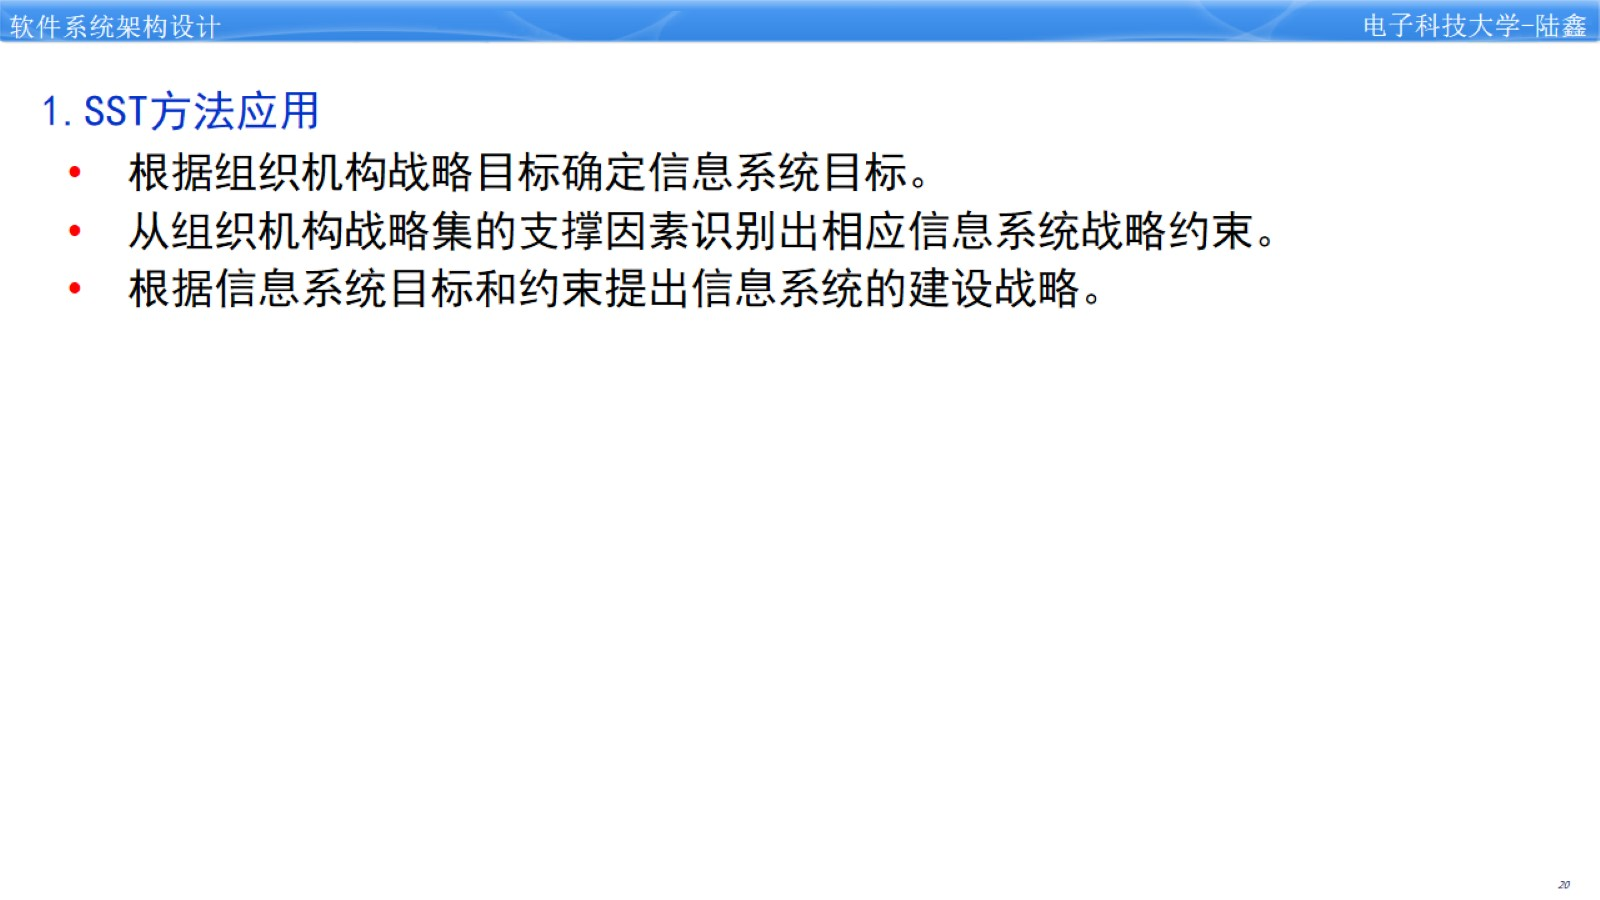 软件系统架构设计
电子科技大学-陆鑫
1.SST方法应用
• 根据组织机构战略目标确定信息系统目标。
• 从组织机构战略集的支撑因素识别出相应信息系统战略约束。
• 根据信息系统目标和约束提出信息系统的建设战略。
20